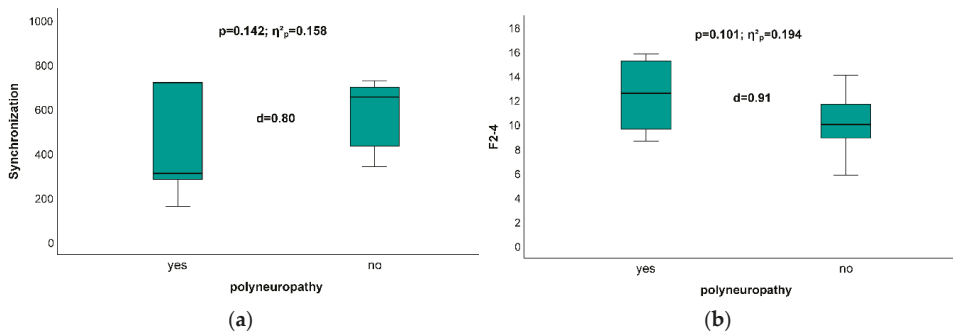 1000
800
600
400
200
0
Synchronization
p=0.142; η²p=0.158
d=0.80
yes
no
polyneuropathy
(a)
18
16
14
12
10
8
6
4
2
0
F2-4
p=0.101; η²p=0.194
d=0.91
yes
no
polyneuropathy
(b)